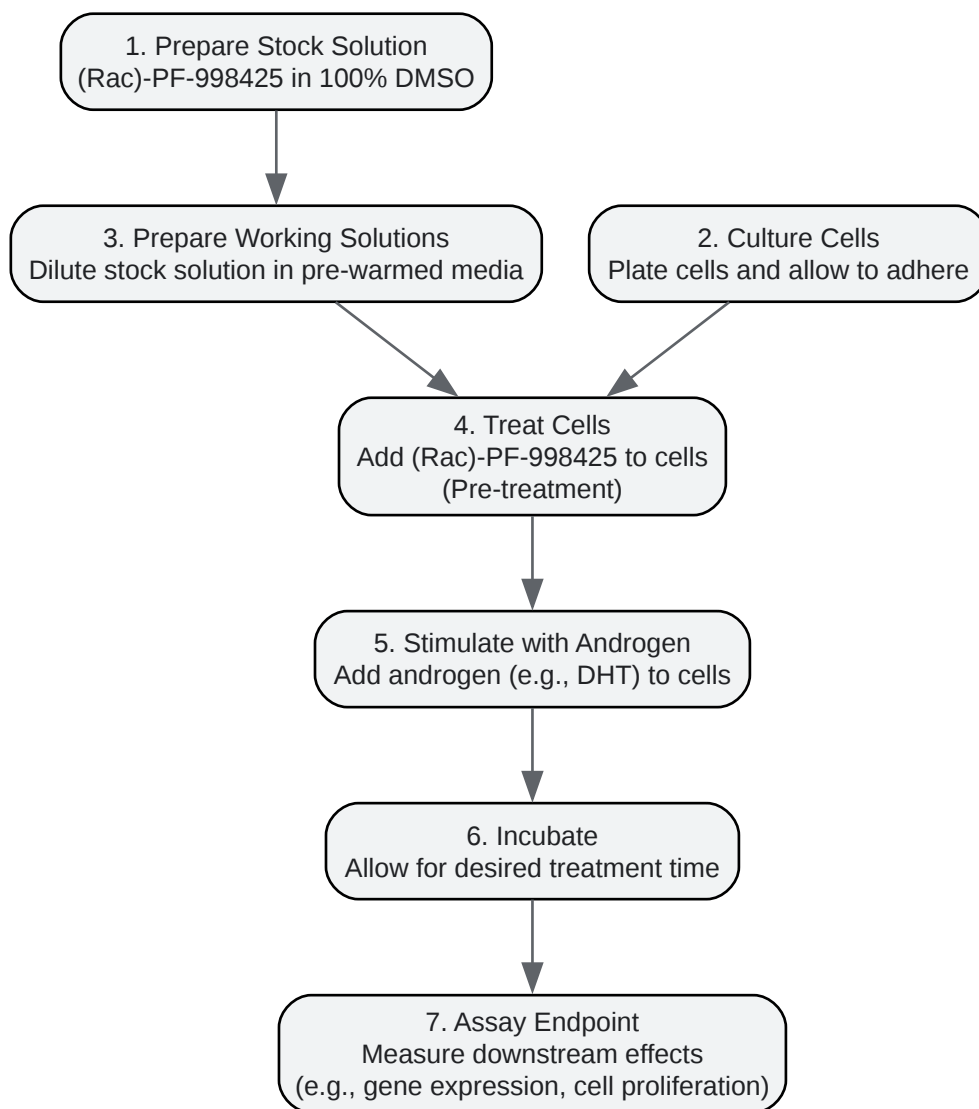 1. Prepare Stock Solution
(Rac)-PF-998425 in 100% DMSO
3. Prepare Working Solutions
Dilute stock solution in pre-warmed media
2. Culture Cells
Plate cells and allow to adhere
4. Treat Cells
Add (Rac)-PF-998425 to cells
(Pre-treatment)
5. Stimulate with Androgen
Add androgen (e.g., DHT) to cells
6. Incubate
Allow for desired treatment time
7. Assay Endpoint
Measure downstream effects
(e.g., gene expression, cell proliferation)